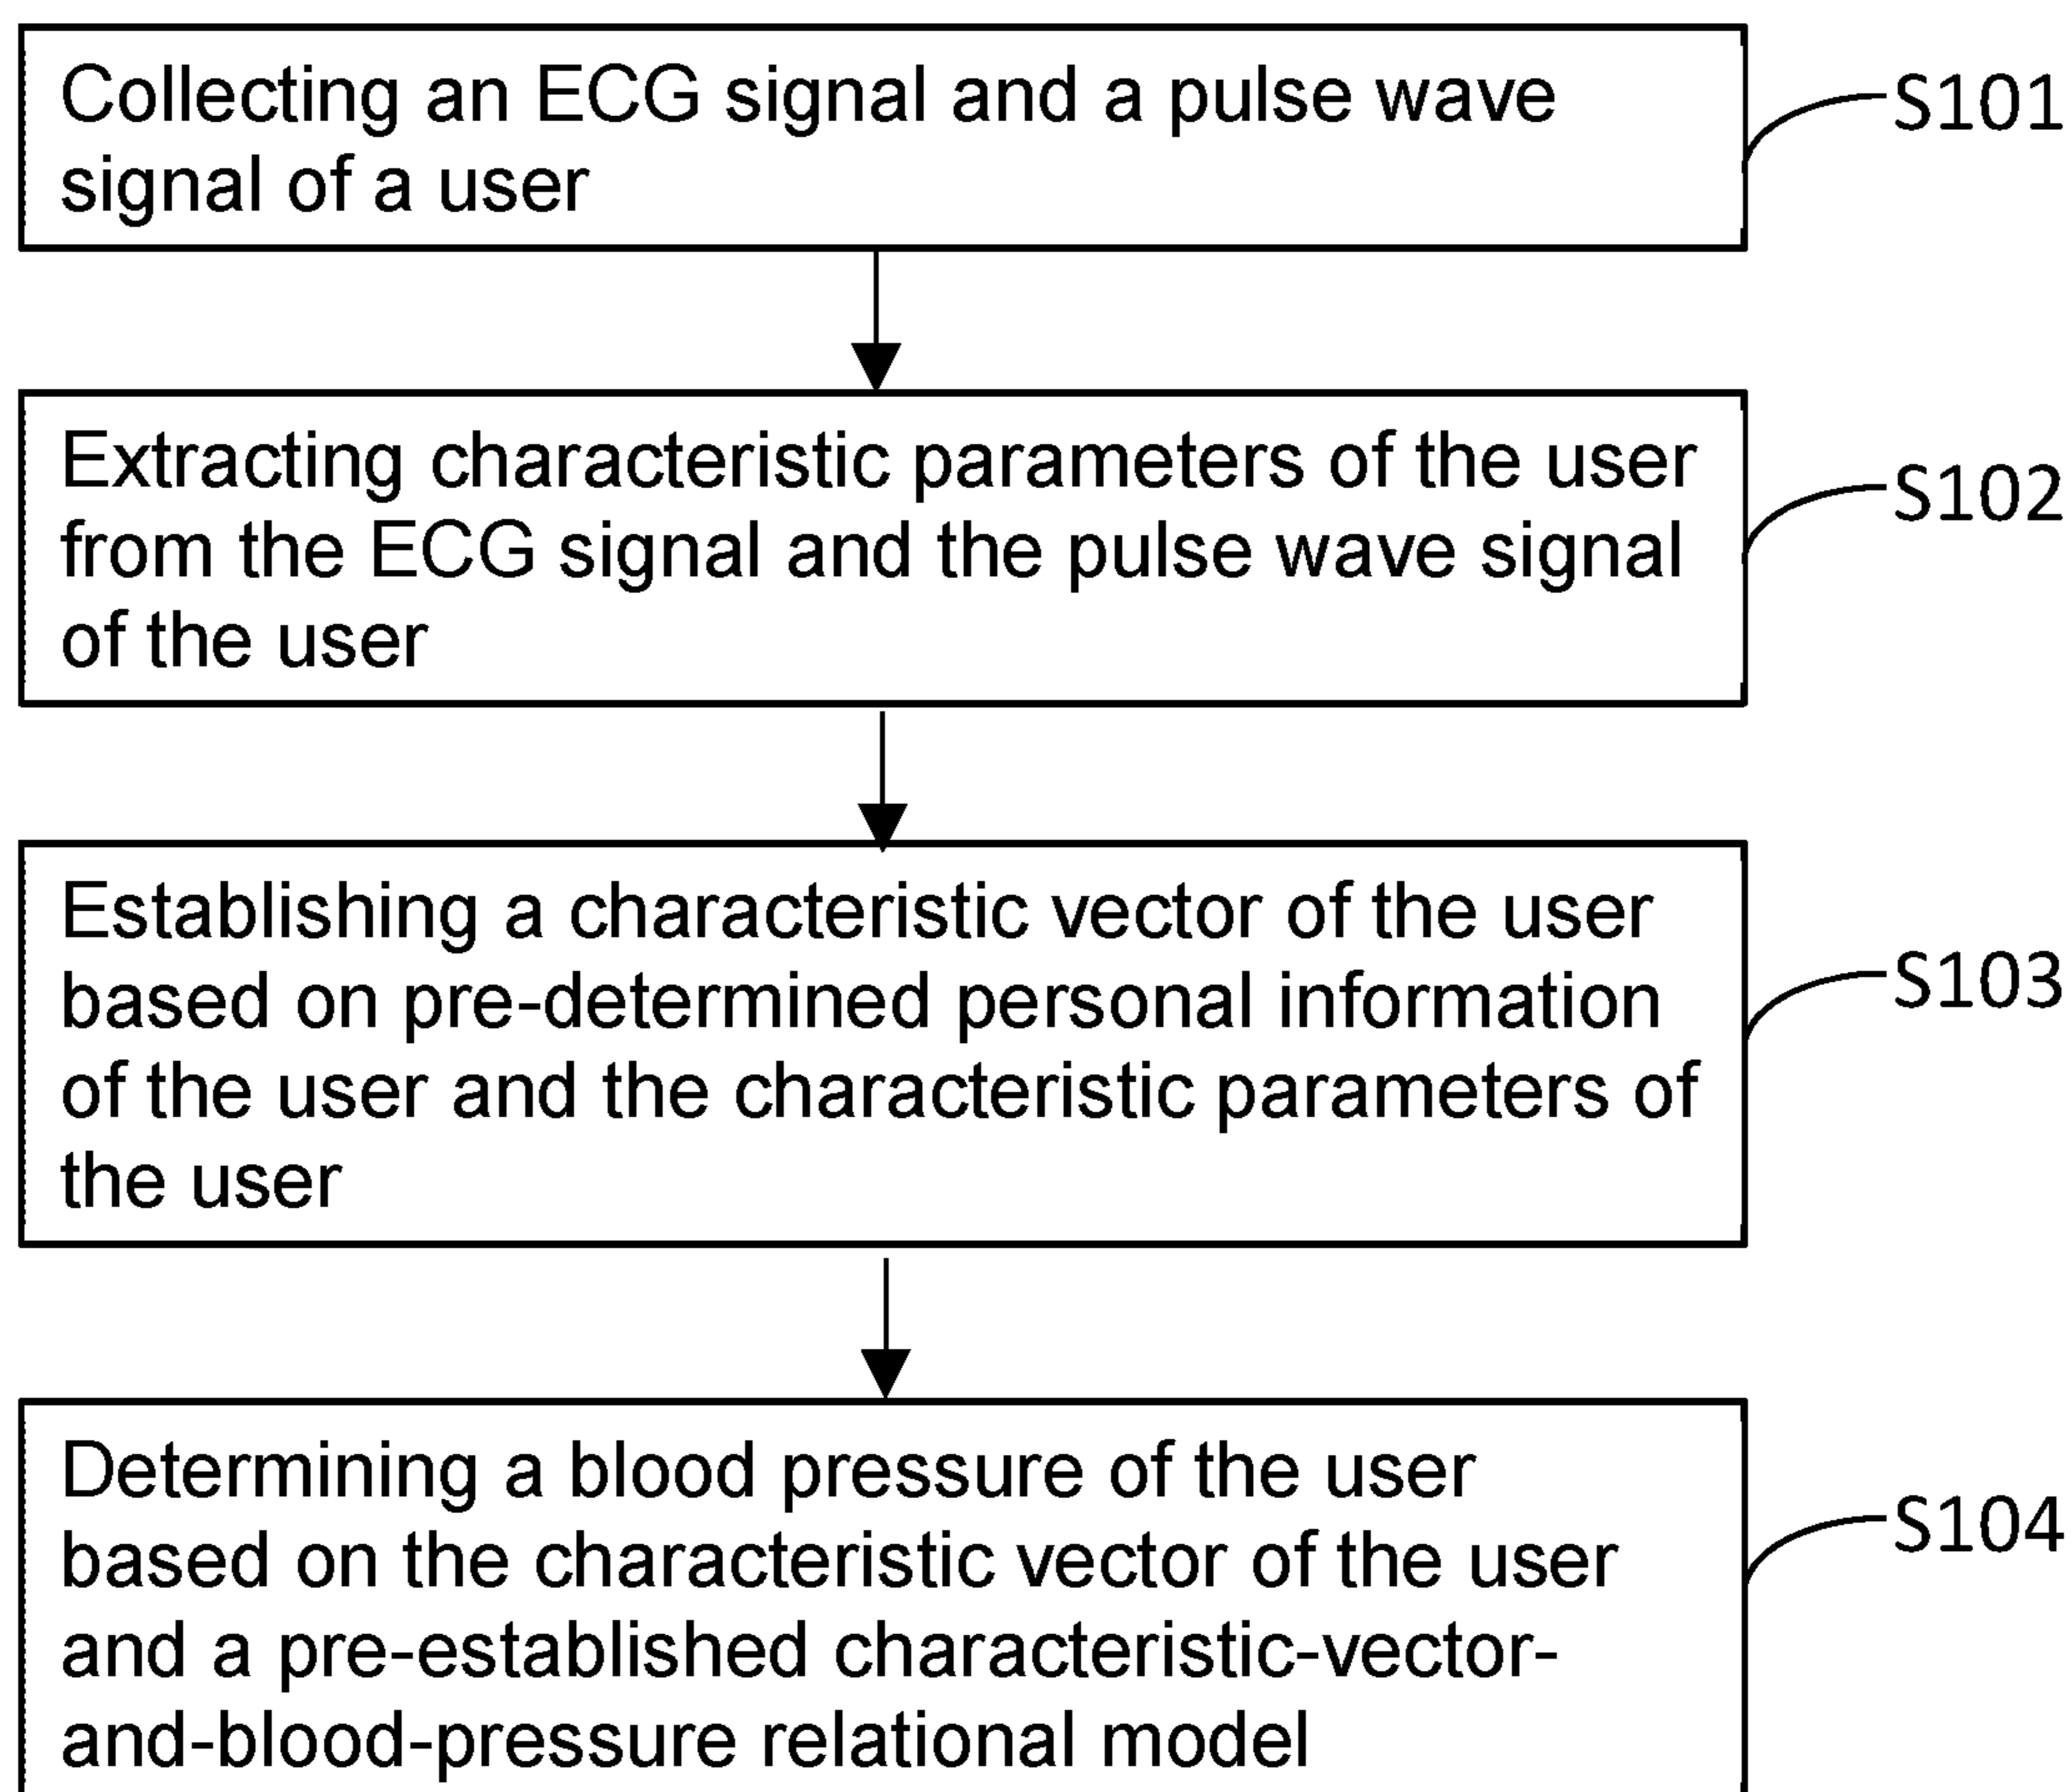 Collecting an ECG signal and a pulse wave
signal of a user
S101
Extracting characteristic parameters of the user
from the ECG signal and the pulse wave signal
of the user
S102
Establishing a characteristic vector of the user
based on pre-determined personal information
of the user and the characteristic parameters of
the user
S103
Determining a blood pressure of the user
based on the characteristic vector of the user
and a pre-established characteristic-vector-
and-blood-pressure relational model
S104